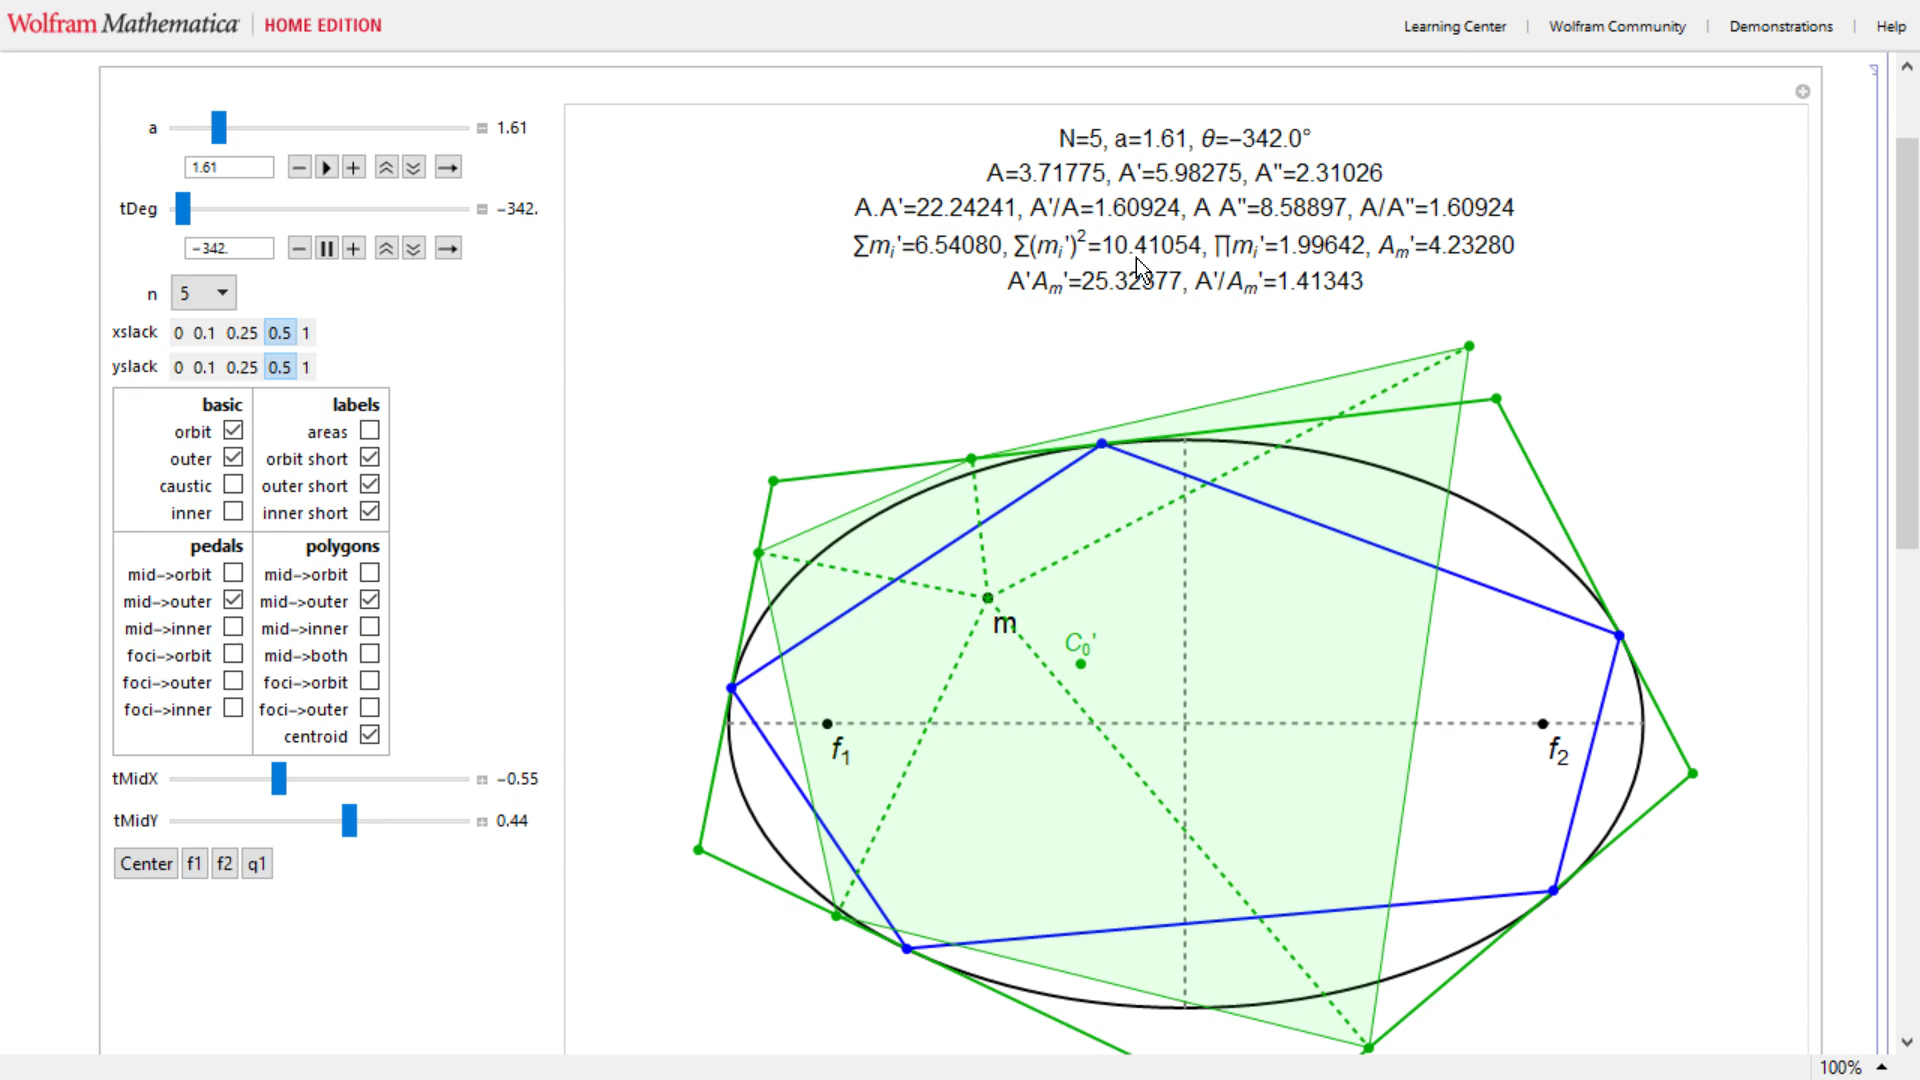 Wolfram Mathematica | HOME EDITION
Learning Center | Wolfram Community | Demonstrations | Help
a 1.61
1.61
tDeg −342.
−342.
n 5
xslack 0 0.1 0.25 0.5 1
yslack 0 0.1 0.25 0.5 1
basic labels
orbit areas
outer orbit short
caustic outer short
inner inner short
pedals polygons
mid->orbit mid->orbit
mid->outer mid->outer
mid->inner mid->inner
foci->orbit mid->both
foci->outer foci->orbit
foci->inner foci->outer
centroid
tMidX −0.55
tMidY 0.44
Center f1 f2 q1
N=5, a=1.61, θ=−342.0°
A=3.71775, A'=5.98275, A''=2.31026
A.A'=22.24241, A'/A=1.60924, A A''=8.58897, A/A''=1.60924
∑mᵢ'=6.54080, ∑(mᵢ')²=10.41054, ∏mᵢ'=1.99642, Aₘ'=4.23280
A'Aₘ'=25.32377, A'/Aₘ'=1.41343
m
C₀'
f₁
f₂
100%